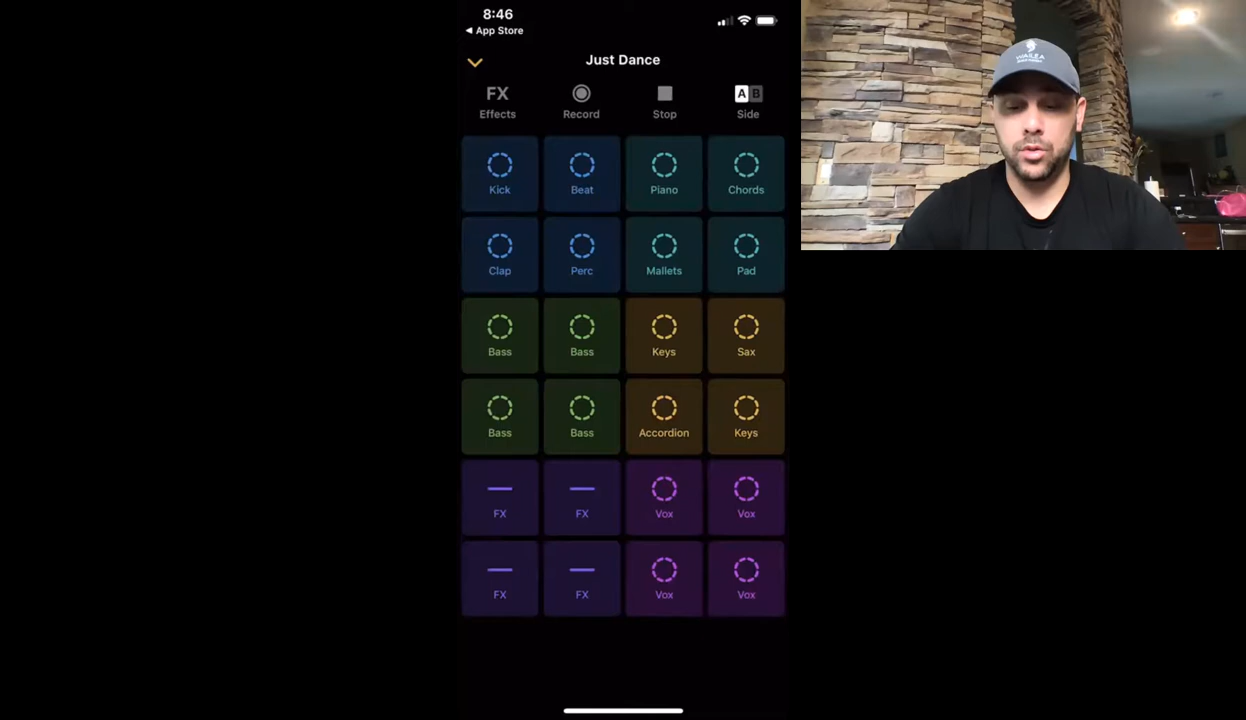 8:46
App Store
Just Dance
FX
Effects
Record
Stop
A B
Side
Kick
Beat
Piano
Chords
Clap
Perc
Mallets
Pad
Bass
Bass
Keys
Sax
Bass
Bass
Accordion
Keys
FX
FX
Vox
Vox
FX
FX
Vox
Vox
WAILEA